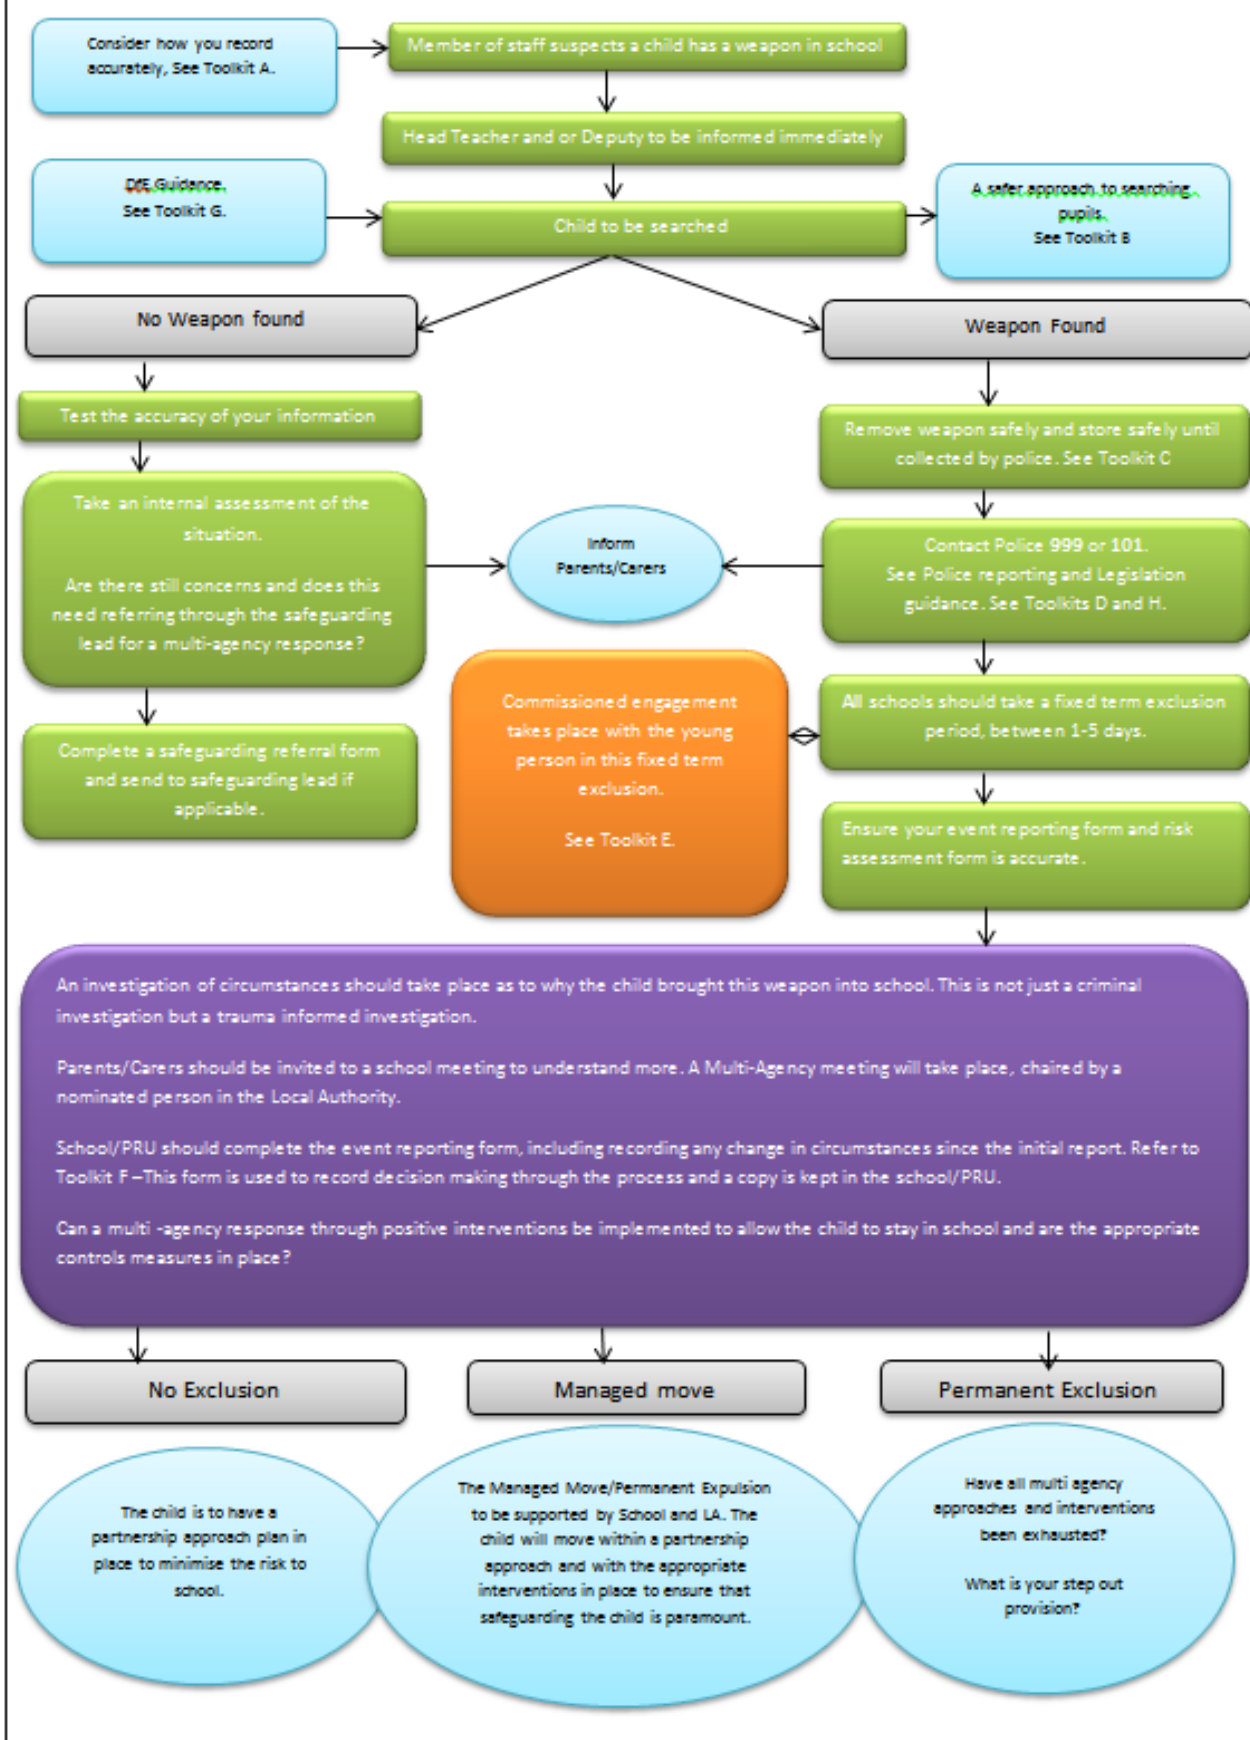 Consider how you record
accurately, See Toolkit A.
Member of staff suspects a child has a weapon in school
Head Teacher and or Deputy to be informed immediately
DfE Guidance.
See Toolkit G.
Child to be searched
A safer approach to searching
pupils.
See Toolkit B
No Weapon found
Weapon Found
Test the accuracy of your information
Remove weapon safely and store safely until
collected by police. See Toolkit C
Take an internal assessment of the
situation.
Are there still concerns and does this
need referring through the safeguarding
lead for a multi-agency response?
Inform
Parents/Carers
Contact Police 999 or 101.
See Police reporting and Legislation
guidance. See Toolkits D and H.
Complete a safeguarding referral form
and send to safeguarding lead if
applicable.
Commissioned engagement
takes place with the young
person in this fixed term
exclusion.
See Toolkit E.
All schools should take a fixed term exclusion
period, between 1-5 days.
Ensure your event reporting form and risk
assessment form is accurate.
An investigation of circumstances should take place as to why the child brought this weapon into school. This is not just a criminal
investigation but a trauma informed investigation.
Parents/Carers should be invited to a school meeting to understand more. A Multi-Agency meeting will take place, chaired by a
nominated person in the Local Authority.
School/PRU should complete the event reporting form, including recording any change in circumstances since the initial report. Refer to
Toolkit F –This form is used to record decision making through the process and a copy is kept in the school/PRU.
Can a multi -agency response through positive interventions be implemented to allow the child to stay in school and are the appropriate
controls measures in place?
No Exclusion
Managed move
Permanent Exclusion
The child is to have a
partnership approach plan in
place to minimise the risk to
school.
The Managed Move/Permanent Expulsion
to be supported by School and LA. The
child will move within a partnership
approach and with the appropriate
interventions in place to ensure that
safeguarding the child is paramount.
Have all multi agency
approaches and interventions
been exhausted?
What is your step out
provision?